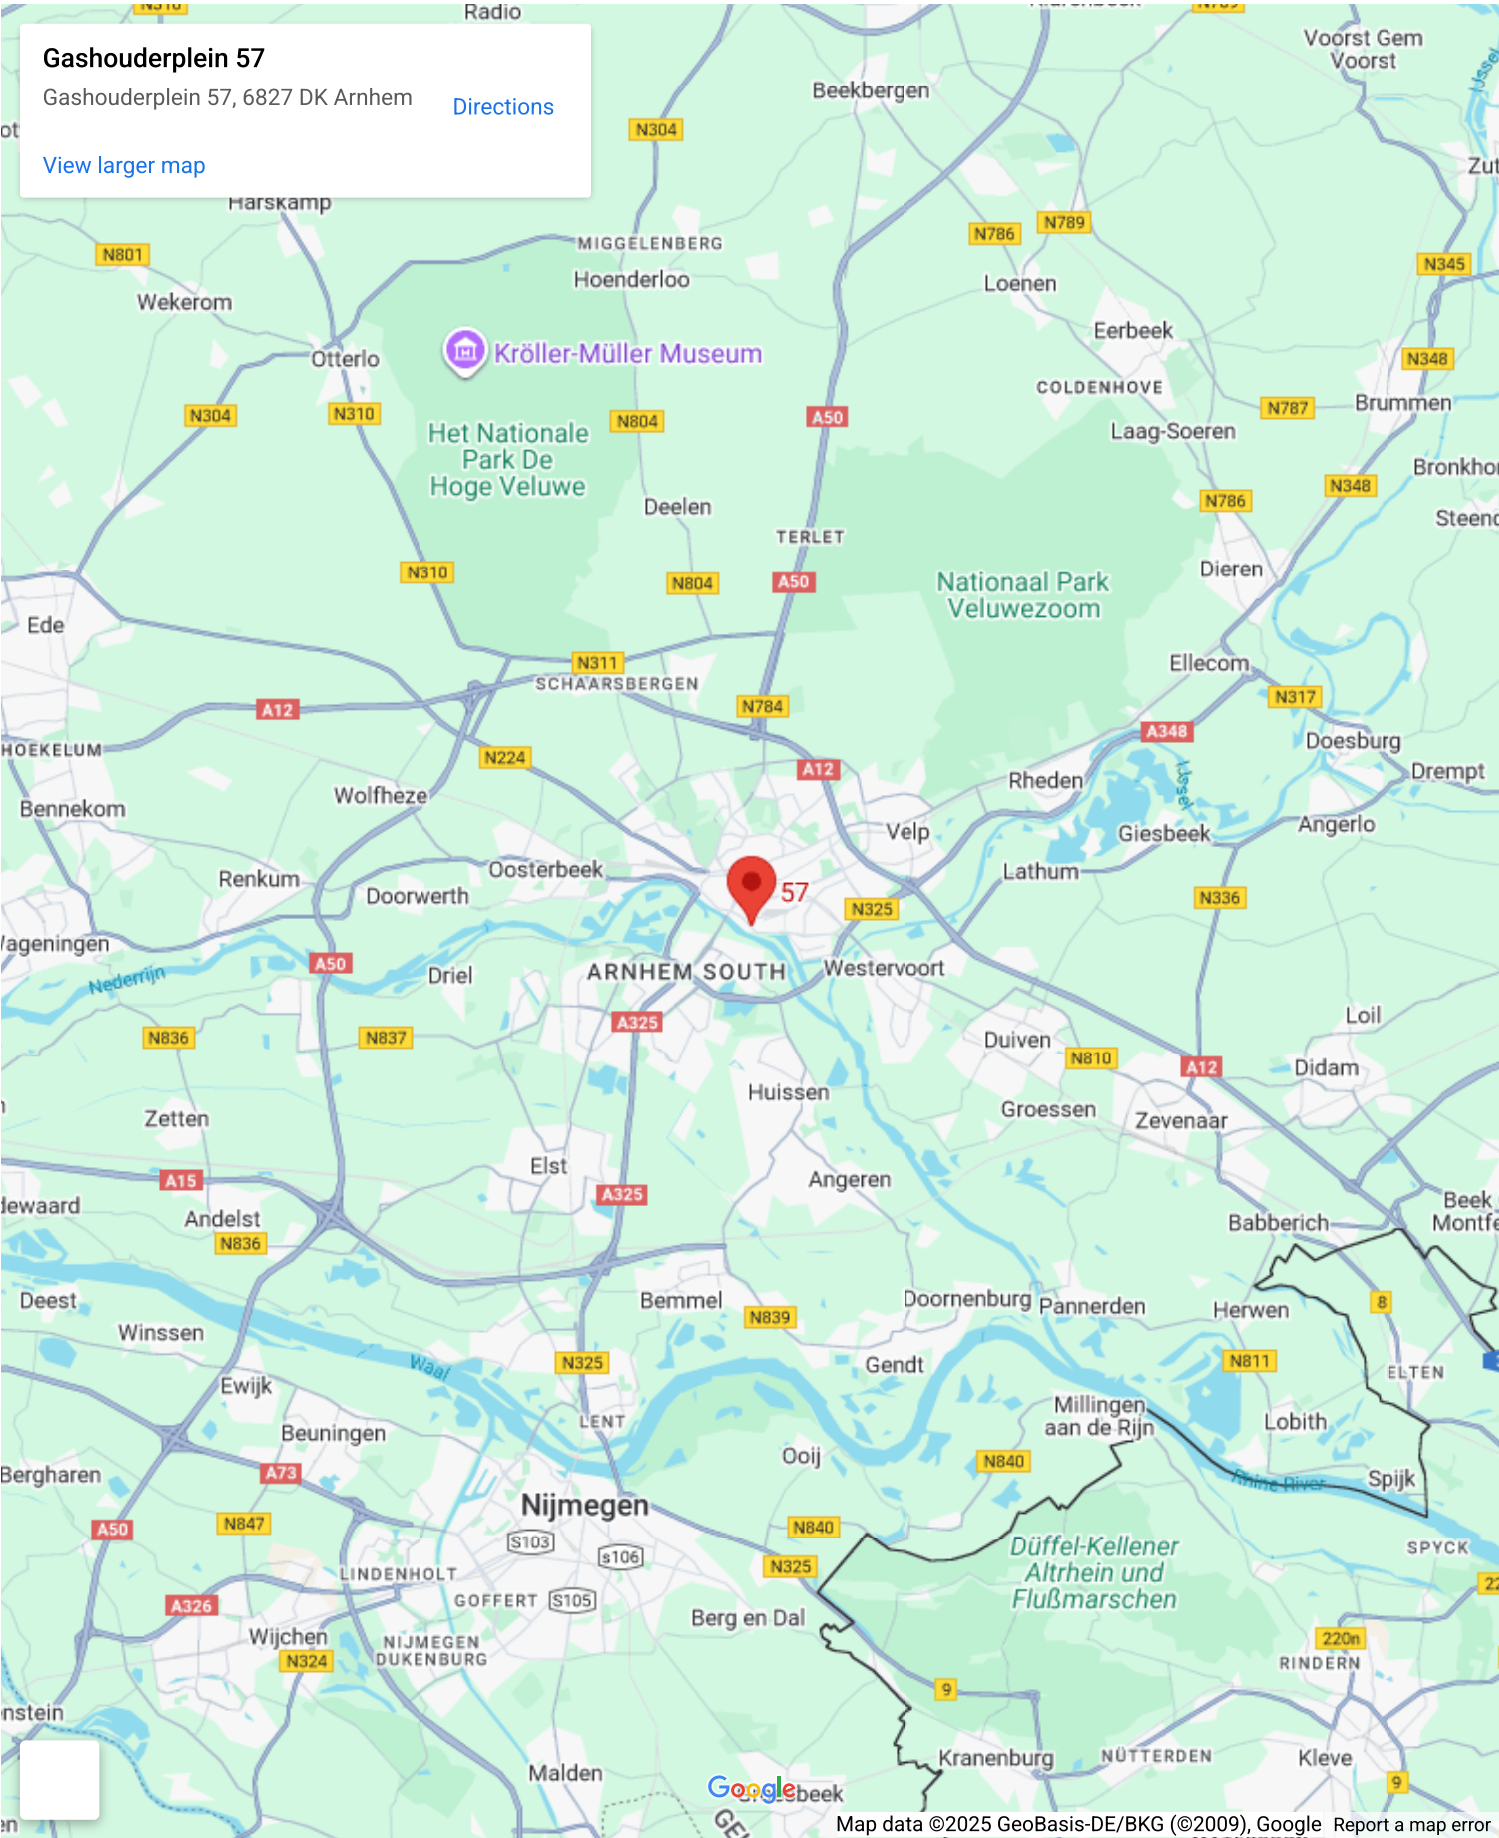 N310
Radio
N789
Voorst Gem
Voorst
IJssel
Gashouderplein 57
Gashouderplein 57, 6827 DK Arnhem
Directions
View larger map
Beekbergen
N304
Harskamp
N801
MIGGELENBERG
N786
N789
N345
Hoenderloo
Loenen
Wekerom
Eerbeek
Otterlo
Kröller-Müller Museum
N348
COLDENHOVE
N304
N310
N804
A50
N787
Brummen
Het Nationale
Park De
Hoge Veluwe
Laag-Soeren
N348
N786
Deelen
TERLET
N310
N804
A50
Nationaal Park
Veluwezoom
Dieren
Ede
N311
SCHAARSBERGEN
Ellecom
N317
A12
N784
A348
HOEKELUM
N224
A12
Doesburg
Drempt
IJssel
Rheden
Wolfheze
Bennekom
Velp
Giesbeek
Angerlo
Oosterbeek
Lathum
Renkum
Doorwerth
57
N325
N336
Nederrijn
A50
Driel
ARNHEM SOUTH
Westervoort
A325
Loil
N836
N837
Duiven
N810
A12
Didam
Huissen
Zetten
Groessen
Zevenaar
Elst
A15
A325
Angeren
Andelst
N836
Babberich
Beek
Deest
Bemmel
Doornenburg
Pannerden
Herwen
8
Winssen
N839
Waal
N325
Gendt
N811
ELTEN
Ewijk
LENT
Millingen
aan de Rijn
Lobith
Beuningen
Ooij
N840
Bergharen
A73
Rhine River
Spijk
Nijmegen
A50
N847
S103
s106
N840
N325
Düffel-Kellener
Altrhein und
Flußmarschen
SPYCK
LINDENHOLT
GOFFERT
S105
A326
Berg en Dal
Wijchen
N324
NIJMEGEN
DUKENBURG
220n
RINDERN
9
Kranenburg
NÜTTERDEN
Kleve
Malden
Google
9
Map data ©2025 GeoBasis-DE/BKG (©2009), Google
Report a map error